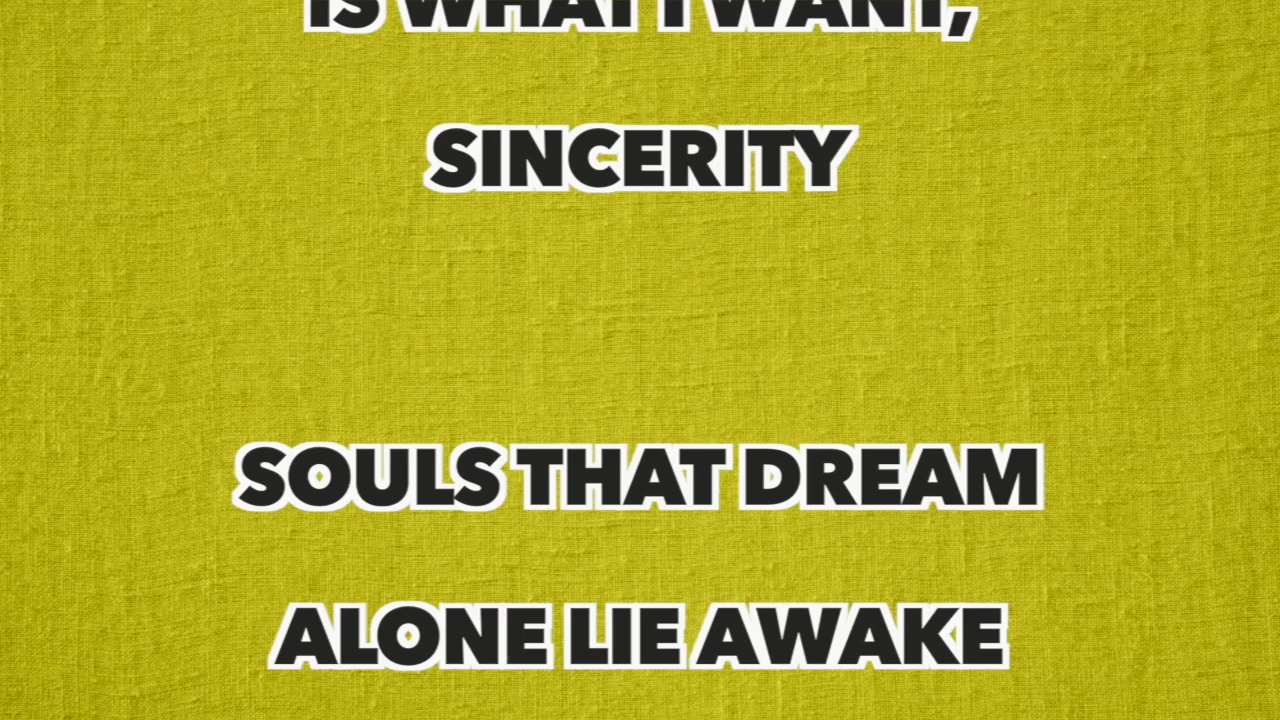 IS WHAT I WANT,
SINCERITY
SOULS THAT DREAM
ALONE LIE AWAKE